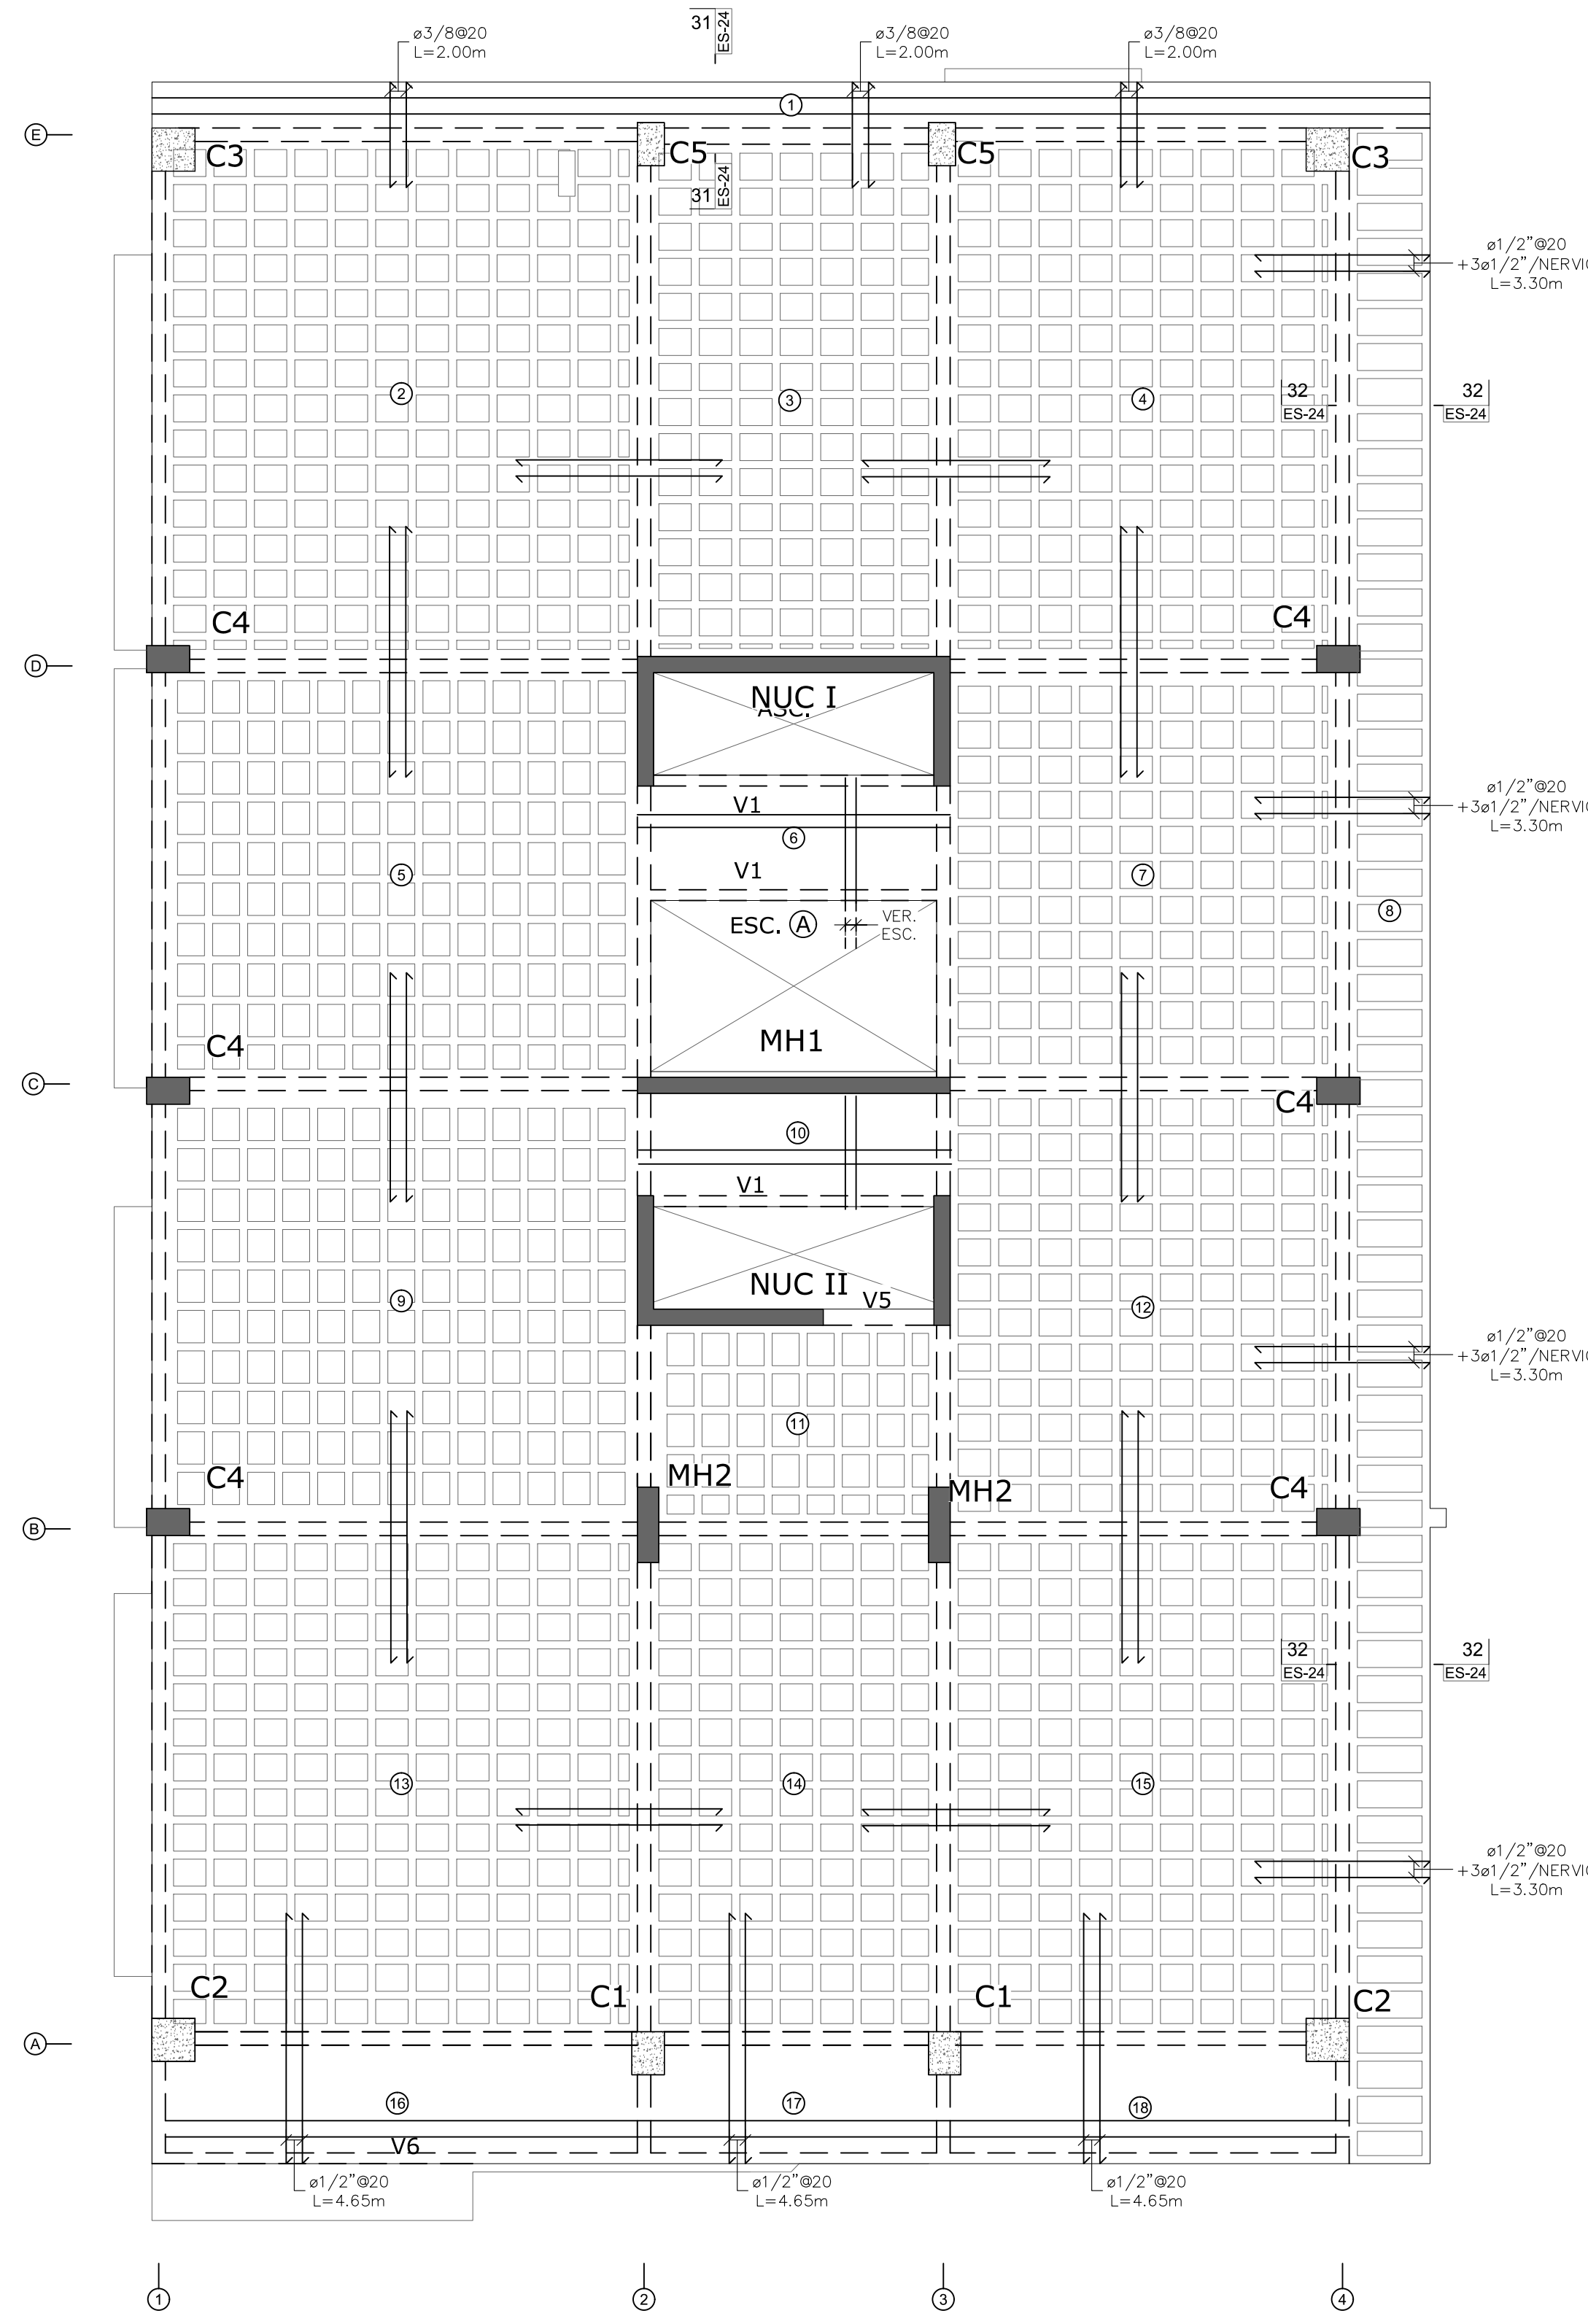 31
ES-24
ø3/8@20
L=2.00m
ø3/8@20
L=2.00m
ø3/8@20
L=2.00m
1
E
C3
C5
C5
C3
31
ES-24
ø1/2"@20
+3ø1/2"/NERVI
L=3.30m
2
3
4
32
ES-24
32
ES-24
C4
C4
D
NUC I
ASC.
V1
ø1/2"@20
+3ø1/2"/NERVI
L=3.30m
6
5
V1
7
8
ESC.
A
VER.
ESC.
MH1
C4
C
C4
10
V1
NUC II
V5
9
12
ø1/2"@20
+3ø1/2"/NERVI
L=3.30m
11
C4
MH2
MH2
C4
B
32
ES-24
32
ES-24
13
14
15
ø1/2"@20
+3ø1/2"/NERVI
L=3.30m
C2
C1
C1
C2
A
16
17
18
V6
ø1/2"@20
L=4.65m
ø1/2"@20
L=4.65m
ø1/2"@20
L=4.65m
1
2
3
4